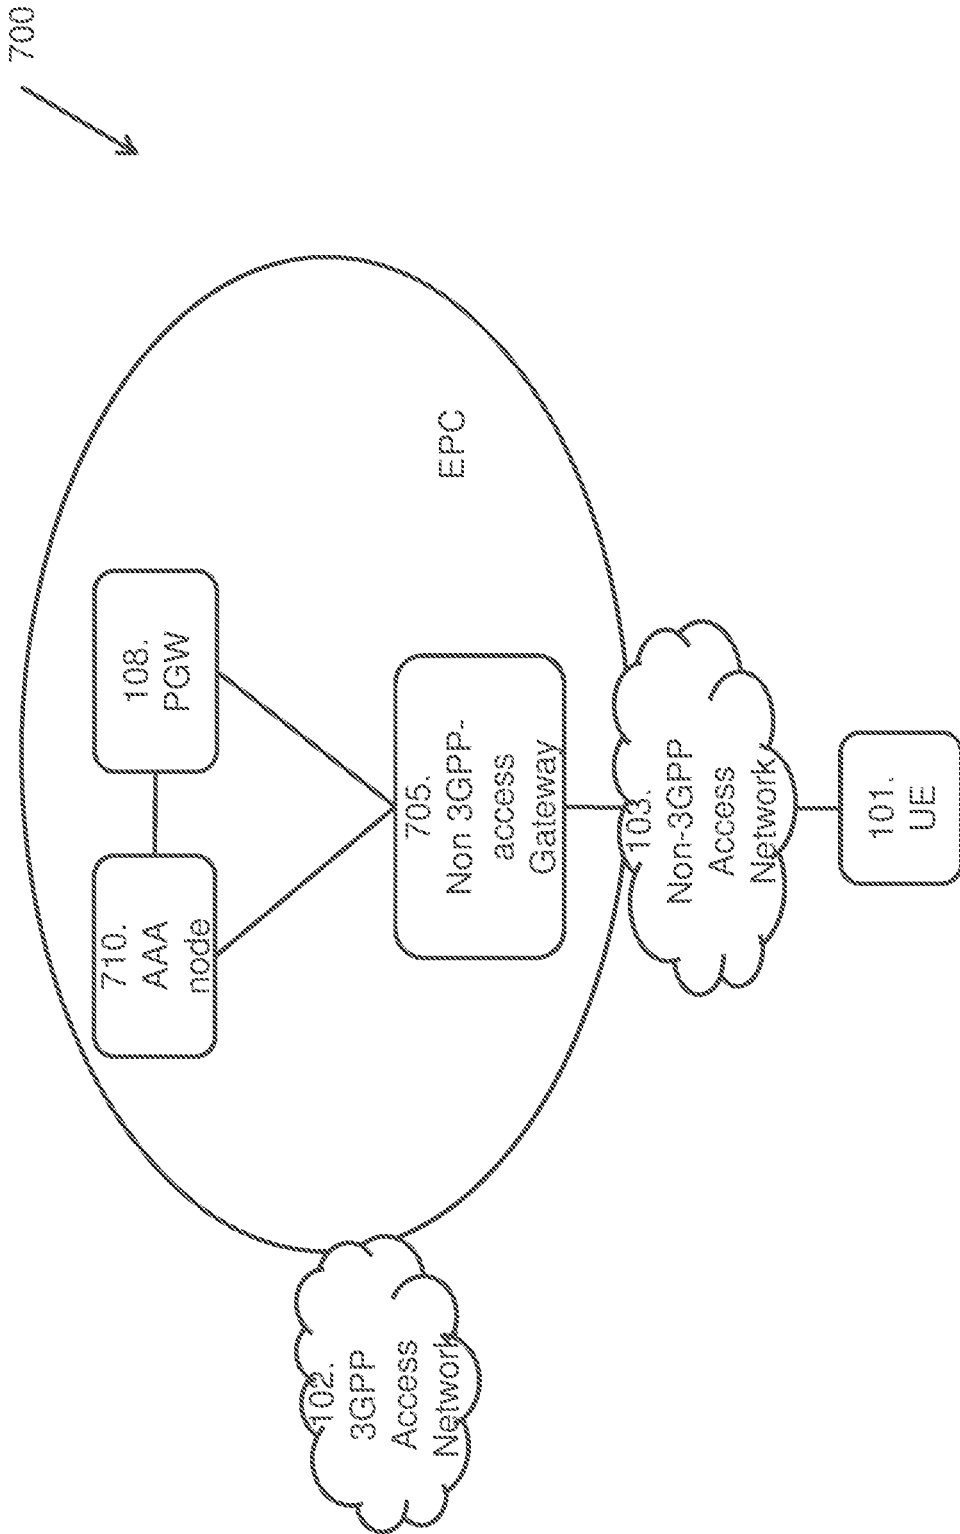 700
710.
AAA
node
108.
PGW
705.
Non 3GPP-
access
Gateway
EPC
102.
3GPP
Access
Network
103.
Non-3GPP
Access
Network
101.
UE